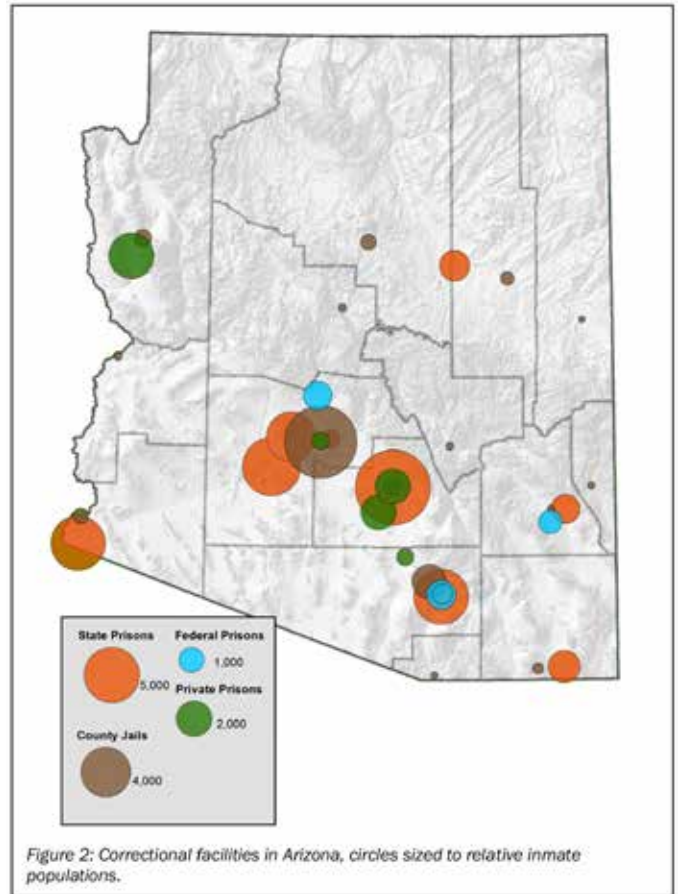 State Prisons
5,000
Federal Prisons
1,000
Private Prisons
2,000
County Jails
4,000
Figure 2: Correctional facilities in Arizona, circles sized to relative inmate
populations.